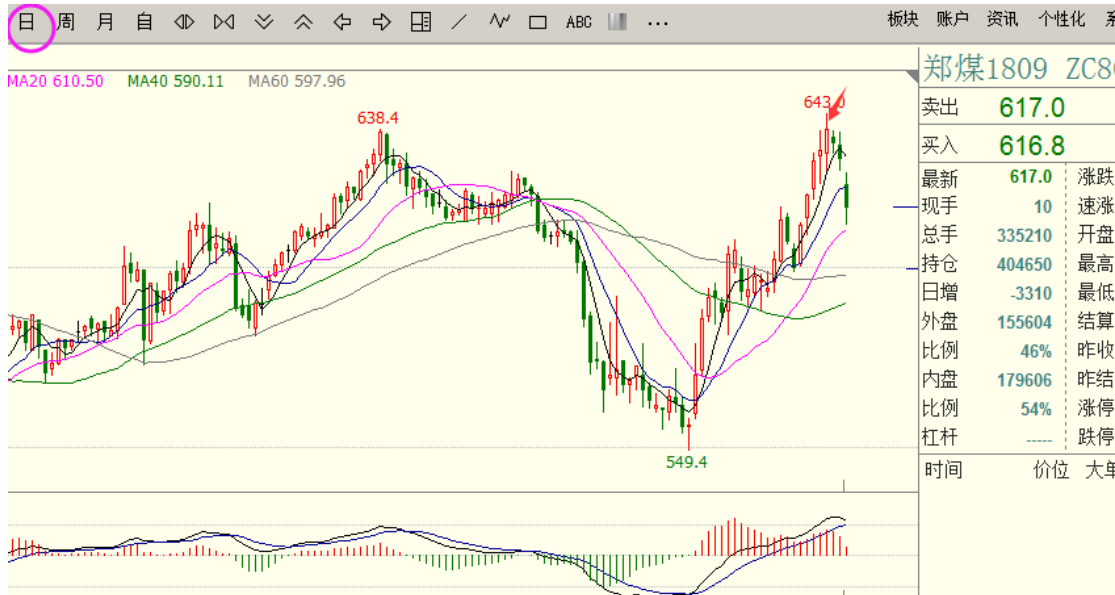 日 周 月 自 ABC ... 板块 账户 资讯 个性化
MA20 610.50 MA40 590.11 MA60 597.96
郑煤1809 ZC8
638.4
643.0
549.4
卖出 617.0
买入 616.8
最新 617.0 涨跌
现手 10 速涨
总手 335210 开盘
持仓 404650 最高
日增 -3310 最低
外盘 155604 结算
比例 46% 昨收
内盘 179606 昨结
比例 54% 涨停
杠杆 ----- 跌停
时间 价位 大单